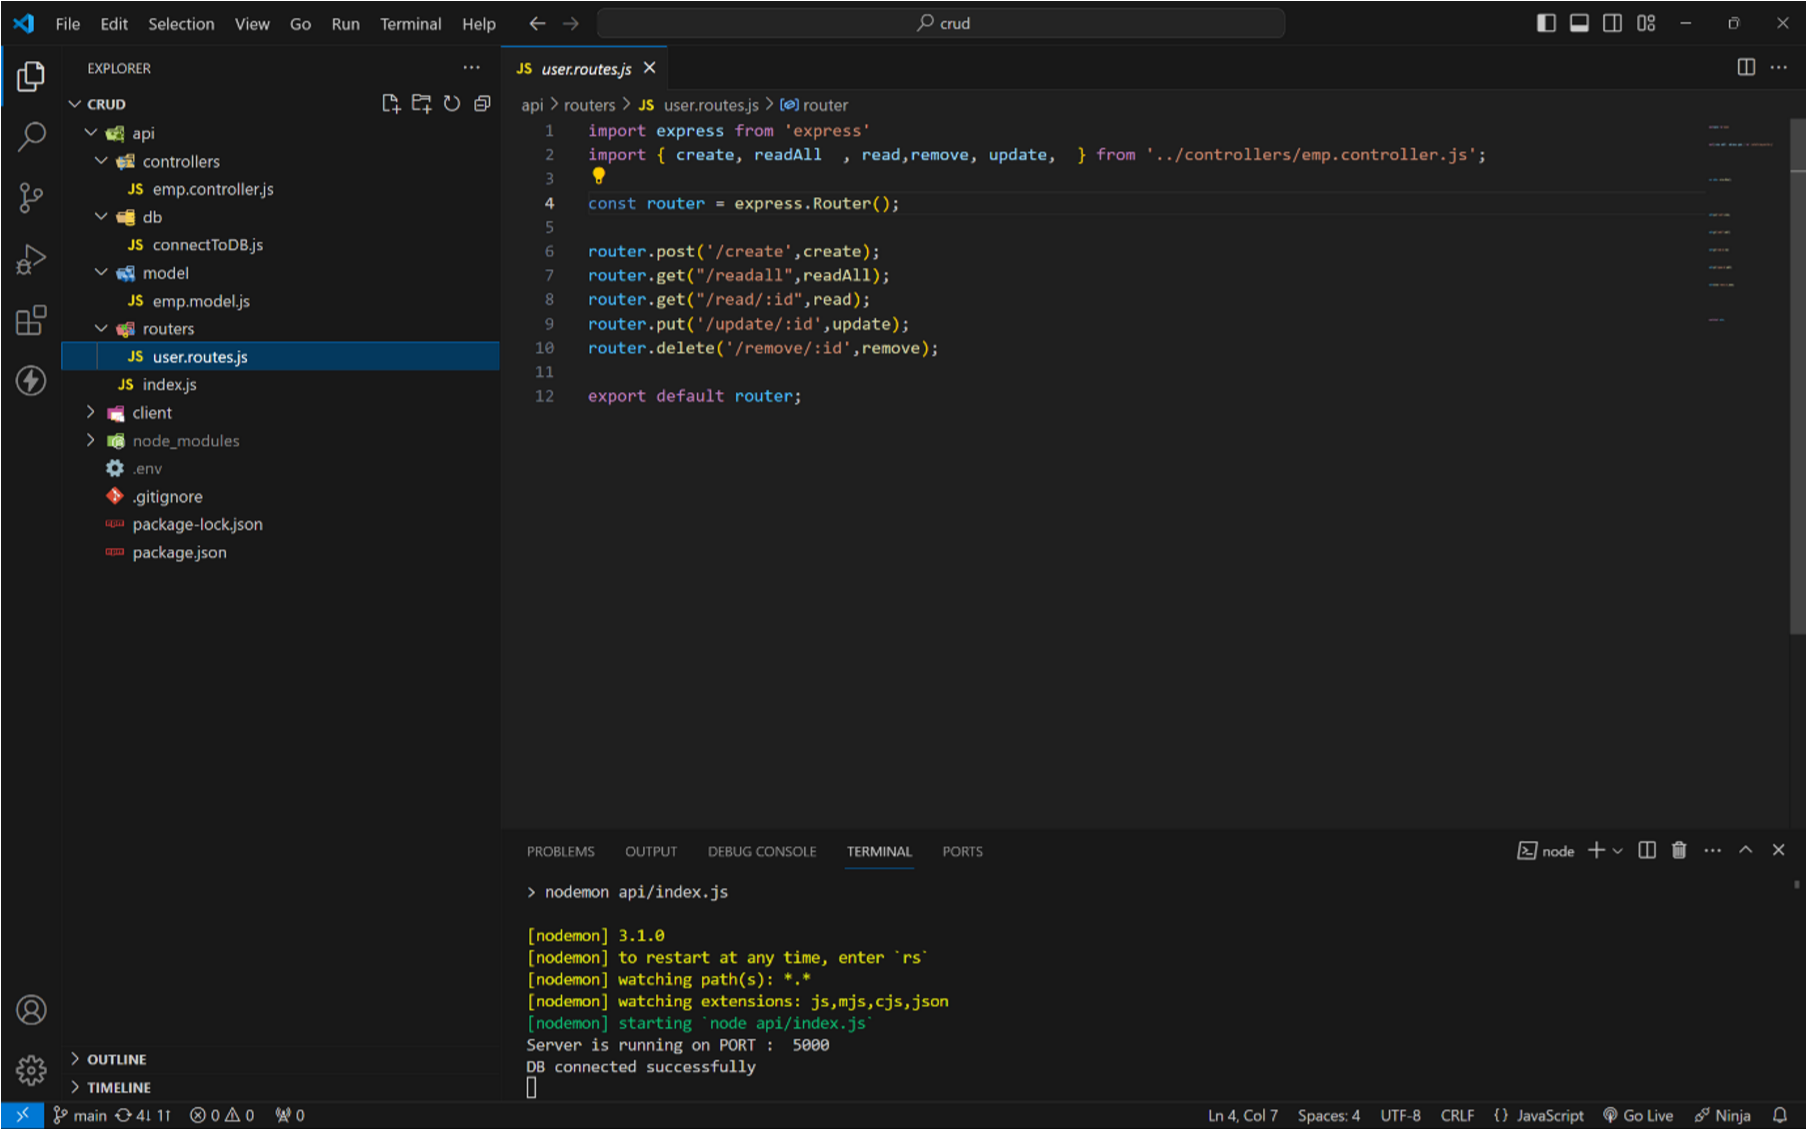 File Edit Selection View Go Run Terminal Help
crud
EXPLORER
CRUD
api
controllers
JS emp.controller.js
db
JS connectToDB.js
model
JS emp.model.js
routers
JS user.routes.js
JS index.js
client
node_modules
.env
.gitignore
package-lock.json
package.json
OUTLINE
TIMELINE
JS user.routes.js
api > routers > JS user.routes.js > router
1 import express from 'express'
2 import { create, readAll  , read,remove, update,  } from '../controllers/emp.controller.js';
3
4 const router = express.Router();
5
6 router.post('/create',create);
7 router.get("/readall",readAll);
8 router.get("/read/:id",read);
9 router.put('/update/:id',update);
10 router.delete('/remove/:id',remove);
11
12 export default router;
PROBLEMS OUTPUT DEBUG CONSOLE TERMINAL PORTS
node
> nodemon api/index.js
[nodemon] 3.1.0
[nodemon] to restart at any time, enter `rs`
[nodemon] watching path(s): *.*
[nodemon] watching extensions: js,mjs,cjs,json
[nodemon] starting `node api/index.js`
Server is running on PORT :  5000
DB connected successfully
main 4↓ 1↑ 0 0 0
Ln 4, Col 7 Spaces: 4 UTF-8 CRLF {} JavaScript Go Live Ninja